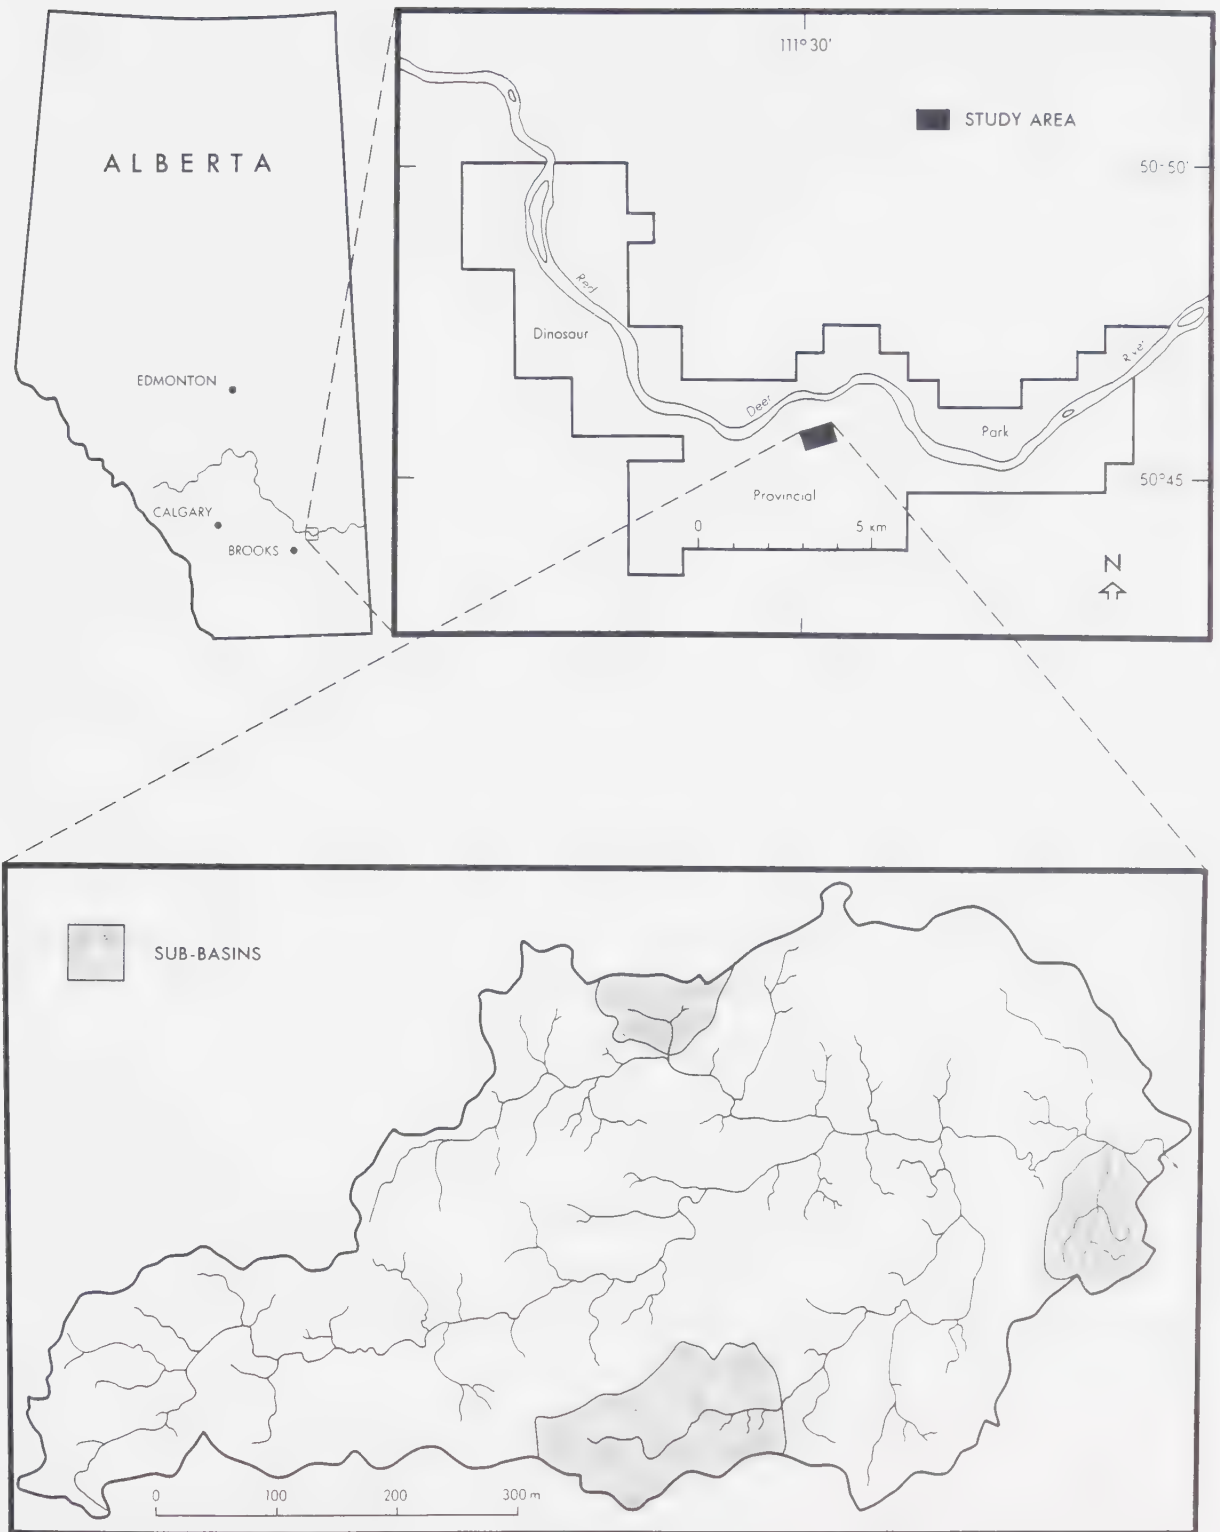 ALBERTA
EDMONTON
CALGARY
BROOKS
111° 30'
STUDY AREA
50-50'
Red
Dinosaur
Deer
River
Park
50°45
Provincial
0 5 km
N
SUB-BASINS
0 100 200 300 m